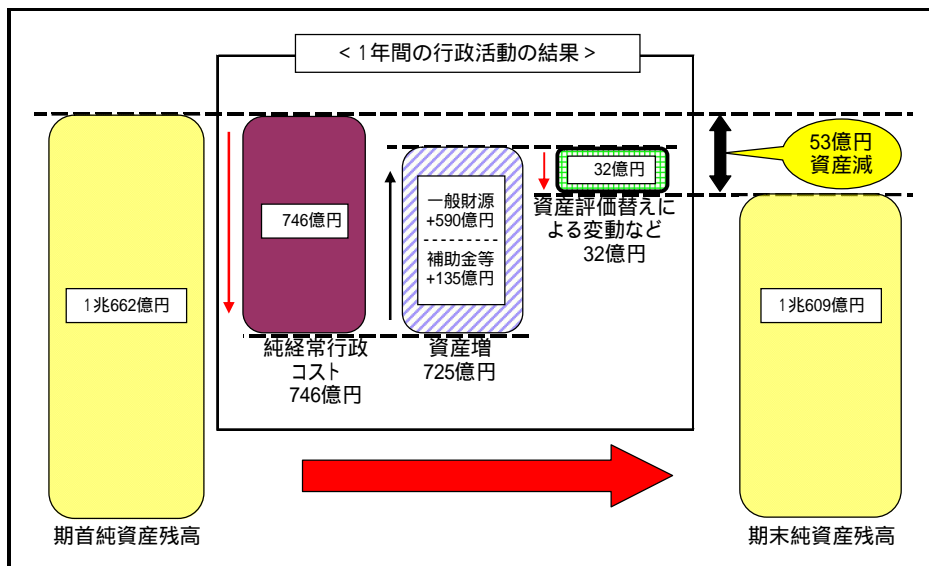 <1年間の行政活動の結果>
53億円
資産減
32億円
一般財源
+590億円
補助金等
+135億円
746億円
資産評価替えに
よる変動など
32億円
1兆662億円
1兆609億円
純経常行政
コスト
746億円
資産増
725億円
期首純資産残高
期末純資産残高